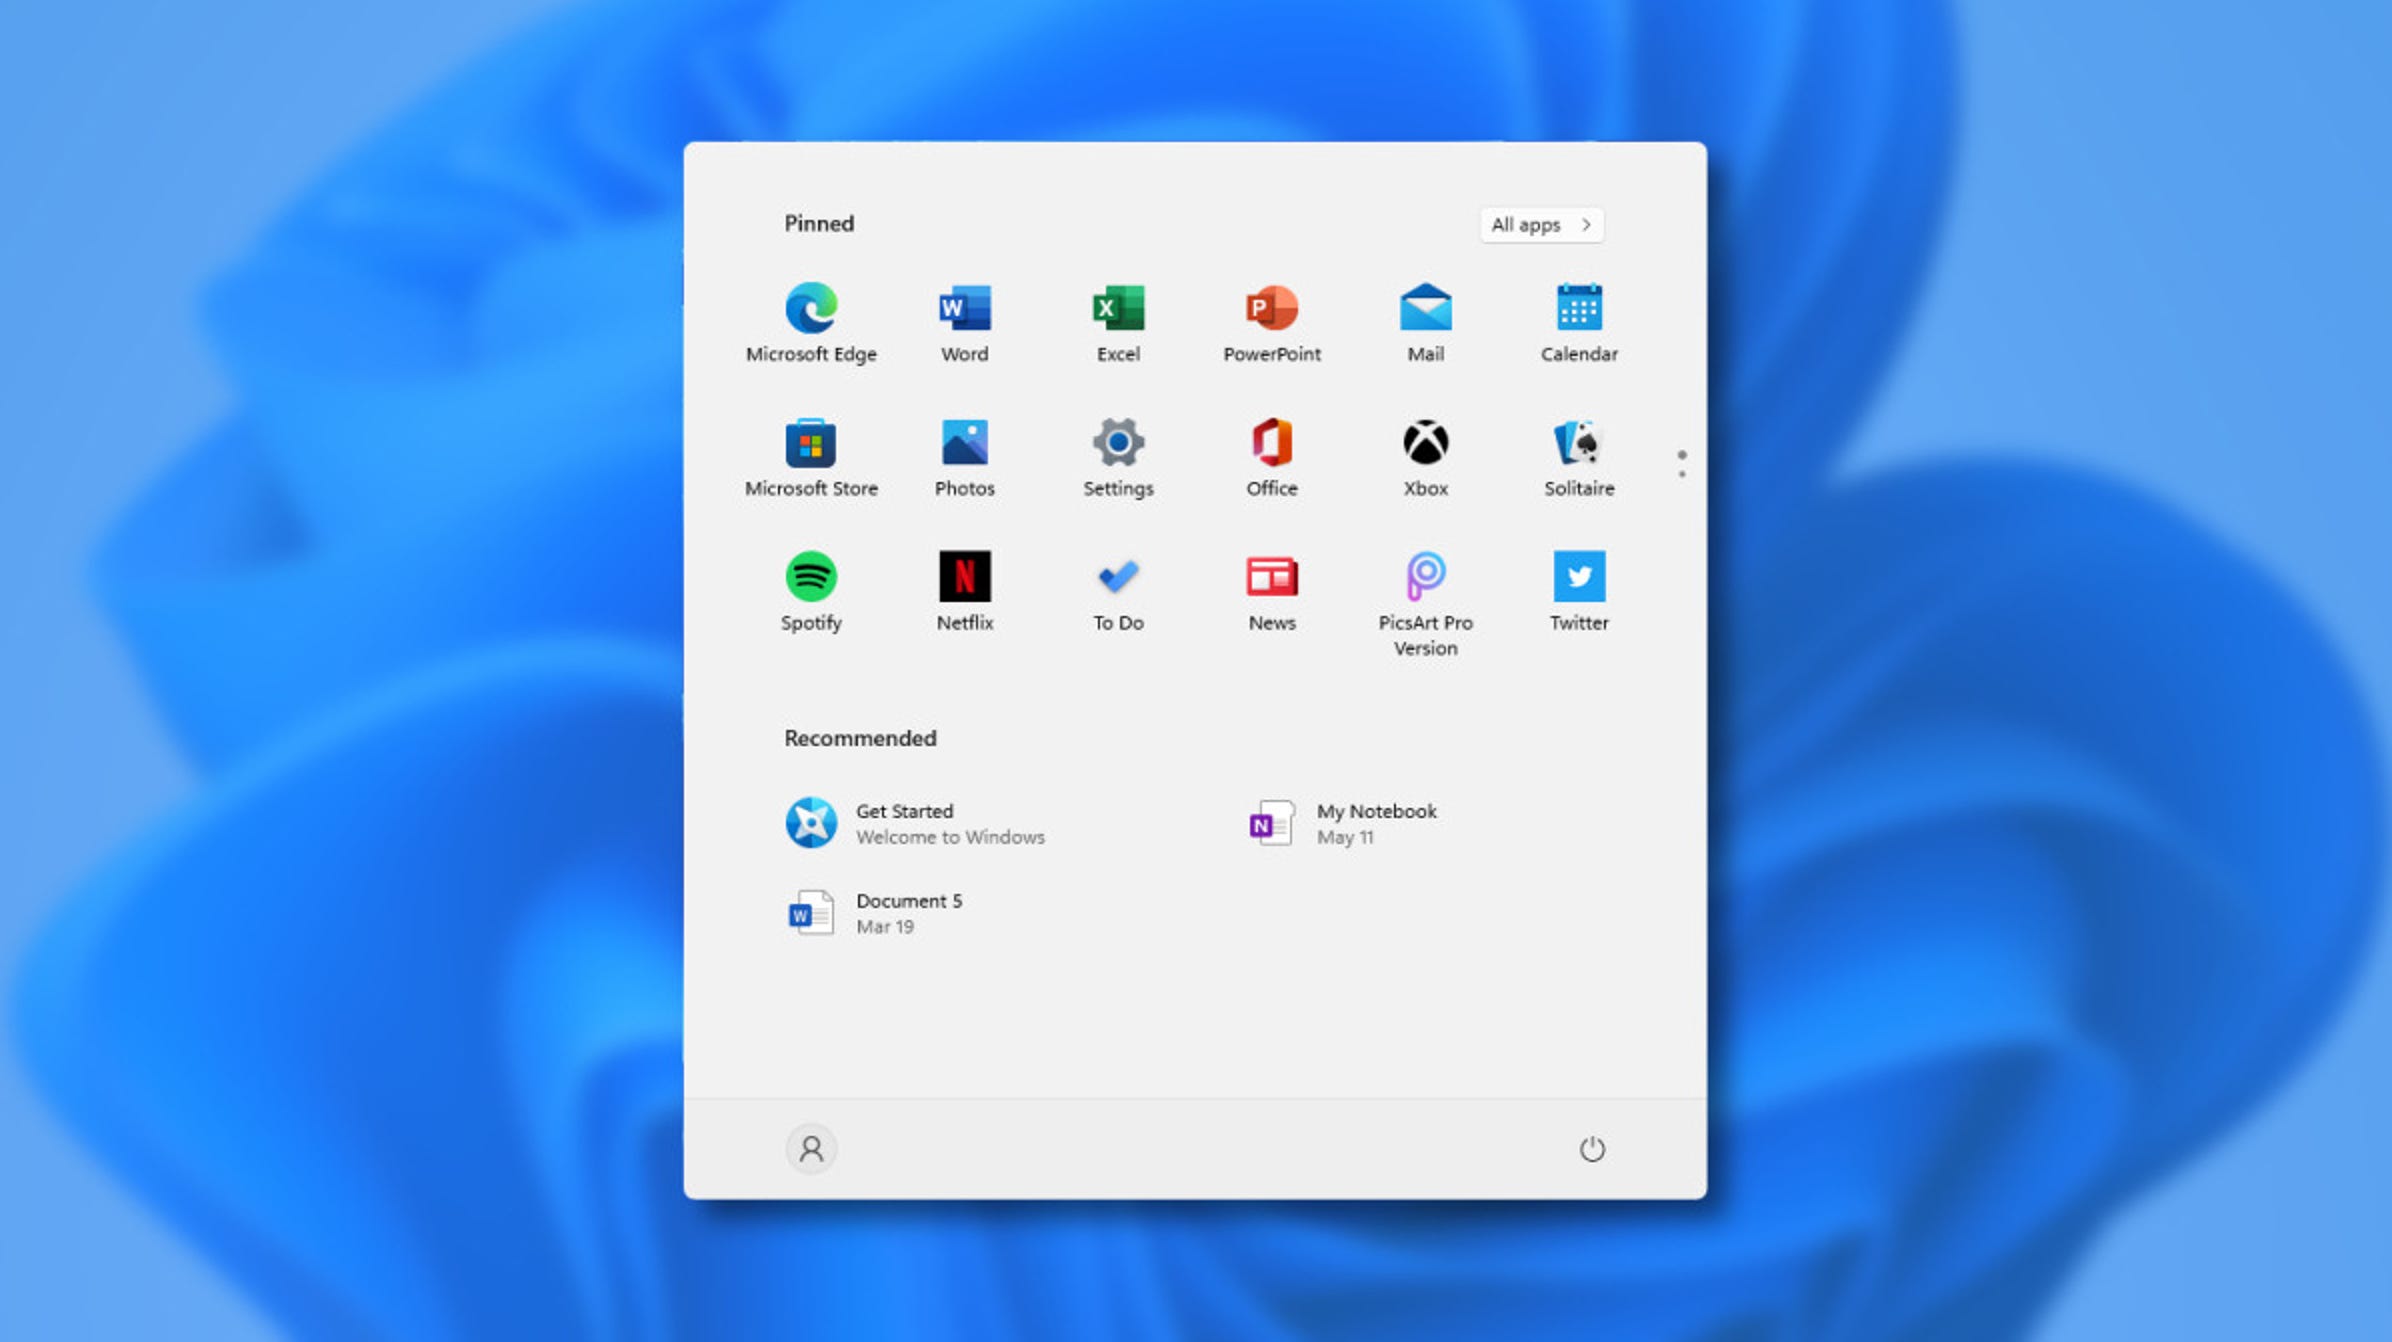 Pinned
All apps
Microsoft Edge
Word
Excel
PowerPoint
Mail
Calendar
Microsoft Store
Photos
Settings
Office
Xbox
Solitaire
Spotify
Netflix
To Do
News
PicsArt Pro
Version
Twitter
Recommended
Get Started
Welcome to Windows
My Notebook
May 11
Document 5
Mar 19